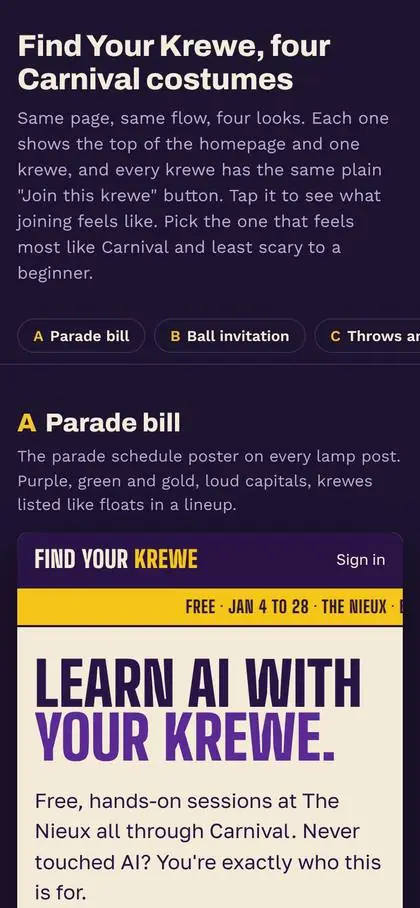 Find Your Krewe, four
Carnival costumes
Same page, same flow, four looks. Each one
shows the top of the homepage and one
krewe, and every krewe has the same plain
"Join this krewe" button. Tap it to see what
joining feels like. Pick the one that feels
most like Carnival and least scary to a
beginner.
A Parade bill
B Ball invitation
C Throws
A Parade bill
The parade schedule poster on every lamp post.
Purple, green and gold, loud capitals, krewes
listed like floats in a lineup.
FIND YOUR KREWE
Sign in
FREE · JAN 4 TO 28 · THE NIEUX ·
LEARN AI WITH
YOUR KREWE.
Free, hands-on sessions at The
Nieux all through Carnival. Never
touched AI? You're exactly who this
is for.